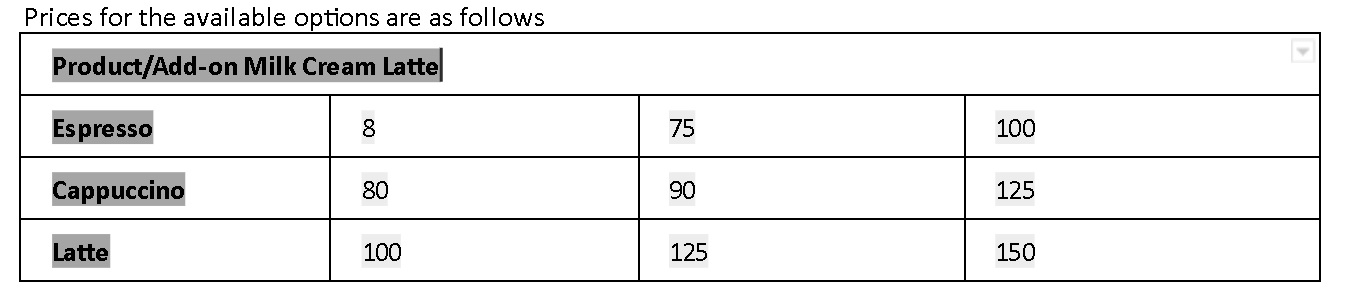 Prices for the available options are as follows
Product/Add-on Milk Cream Latte
Espresso 8 75 100
Cappuccino 80 90 125
Latte 100 125 150